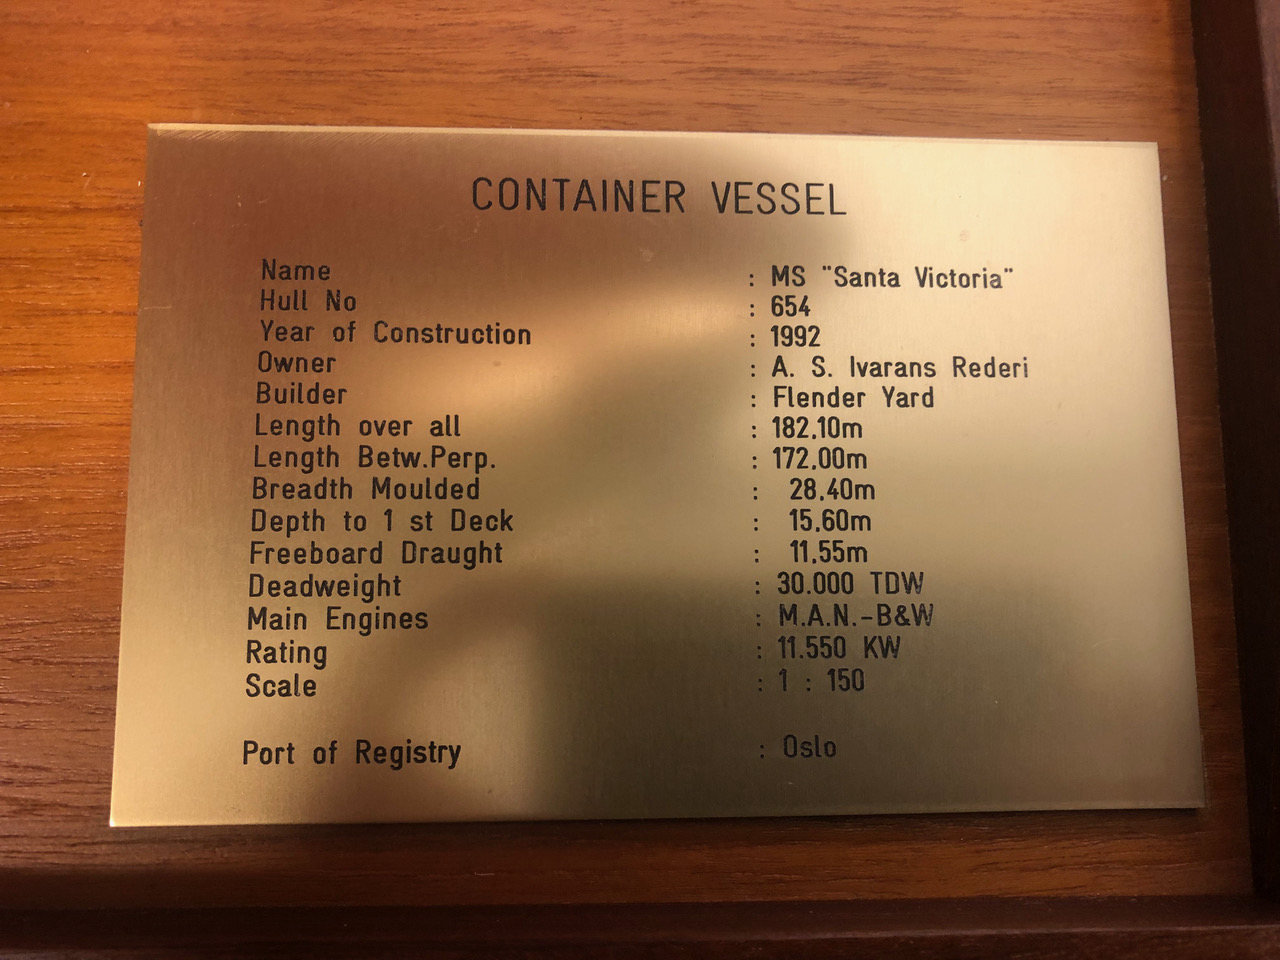 CONTAINER VESSEL
Name : MS "Santa Victoria"
Hull No : 654
Year of Construction : 1992
Owner : A. S. Ivarans Rederi
Builder : Flender Yard
Length over all : 182.10m
Length Betw.Perp. : 172.00m
Breadth Moulded : 28.40m
Depth to 1 st Deck : 15.60m
Freeboard Draught : 11.55m
Deadweight : 30.000 TDW
Main Engines : M.A.N.-B&W
Rating : 11.550 KW
Scale : 1 : 150
Port of Registry : Oslo